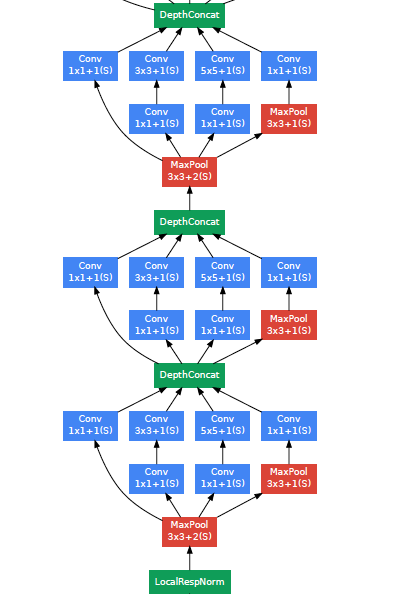 DepthConcat
Conv
1x1+1(S)
Conv
3x3+1(S)
Conv
5x5+1(S)
Conv
1x1+1(S)
Conv
1x1+1(S)
Conv
1x1+1(S)
MaxPool
3x3+1(S)
MaxPool
3x3+2(S)
DepthConcat
Conv
1x1+1(S)
Conv
3x3+1(S)
Conv
5x5+1(S)
Conv
1x1+1(S)
Conv
1x1+1(S)
Conv
1x1+1(S)
MaxPool
3x3+1(S)
DepthConcat
Conv
1x1+1(S)
Conv
3x3+1(S)
Conv
5x5+1(S)
Conv
1x1+1(S)
Conv
1x1+1(S)
Conv
1x1+1(S)
MaxPool
3x3+1(S)
MaxPool
3x3+2(S)
LocalRespNorm